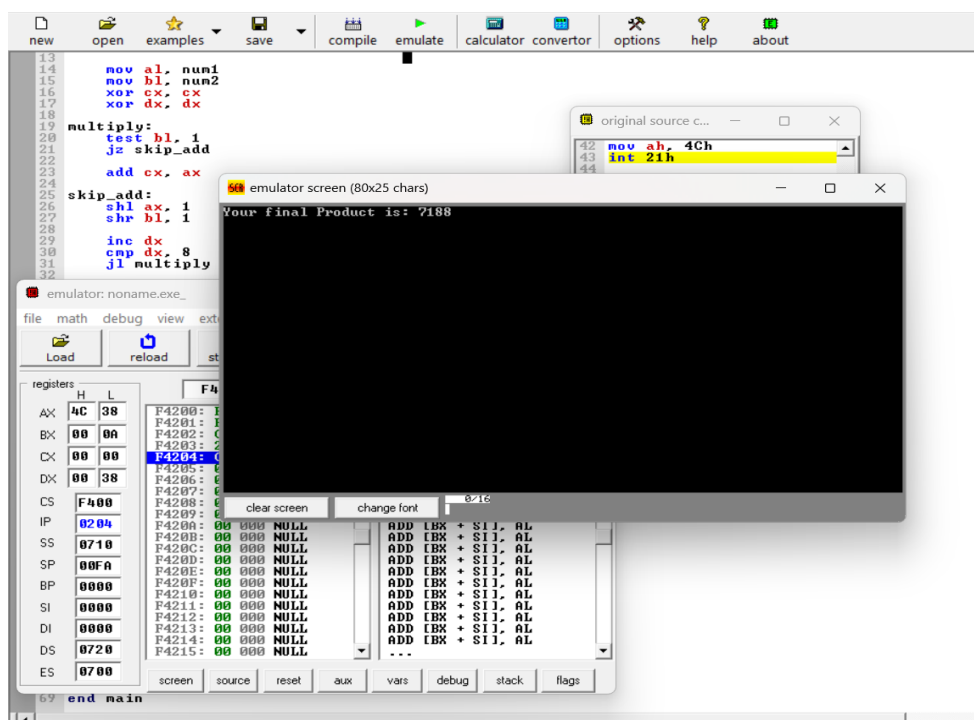 new open examples save compile emulate calculator convertor options help about
13
14 mov al, num1
15 mov bl, num2
16 xor cx, cx
17 xor dx, dx
18
19 multiply:
20 test bl, 1
21 jz skip_add
22
23 add cx, ax
24
25 skip_add:
26 shl ax, 1
27 shr bl, 1
28
29 inc dx
30 cmp dx, 8
31 jl multiply
32
original source c...
42 mov ah, 4Ch
43 int 21h
44
emulator screen (80x25 chars)
Your final Product is: 7188
clear screen change font 0/16
emulator: noname.exe_
file math debug view
Load reload
registers
H L
AX 4C 38
BX 00 0A
CX 00 00
DX 00 38
CS F400
IP 0204
SS 0710
SP 00FA
BP 0000
SI 0000
DI 0000
DS 0720
ES 0700
F4200:
F4201:
F4202:
F4203:
F4204:
F4205:
F4206:
F4207:
F4208:
F4209:
F420A: 00 000 NULL ADD [BX + SI], AL
F420B: 00 000 NULL ADD [BX + SI], AL
F420C: 00 000 NULL ADD [BX + SI], AL
F420D: 00 000 NULL ADD [BX + SI], AL
F420E: 00 000 NULL ADD [BX + SI], AL
F420F: 00 000 NULL ADD [BX + SI], AL
F4210: 00 000 NULL ADD [BX + SI], AL
F4211: 00 000 NULL ADD [BX + SI], AL
F4212: 00 000 NULL ADD [BX + SI], AL
F4213: 00 000 NULL ADD [BX + SI], AL
F4214: 00 000 NULL ADD [BX + SI], AL
F4215: 00 000 NULL ...
screen source reset aux vars debug stack flags
69 end main